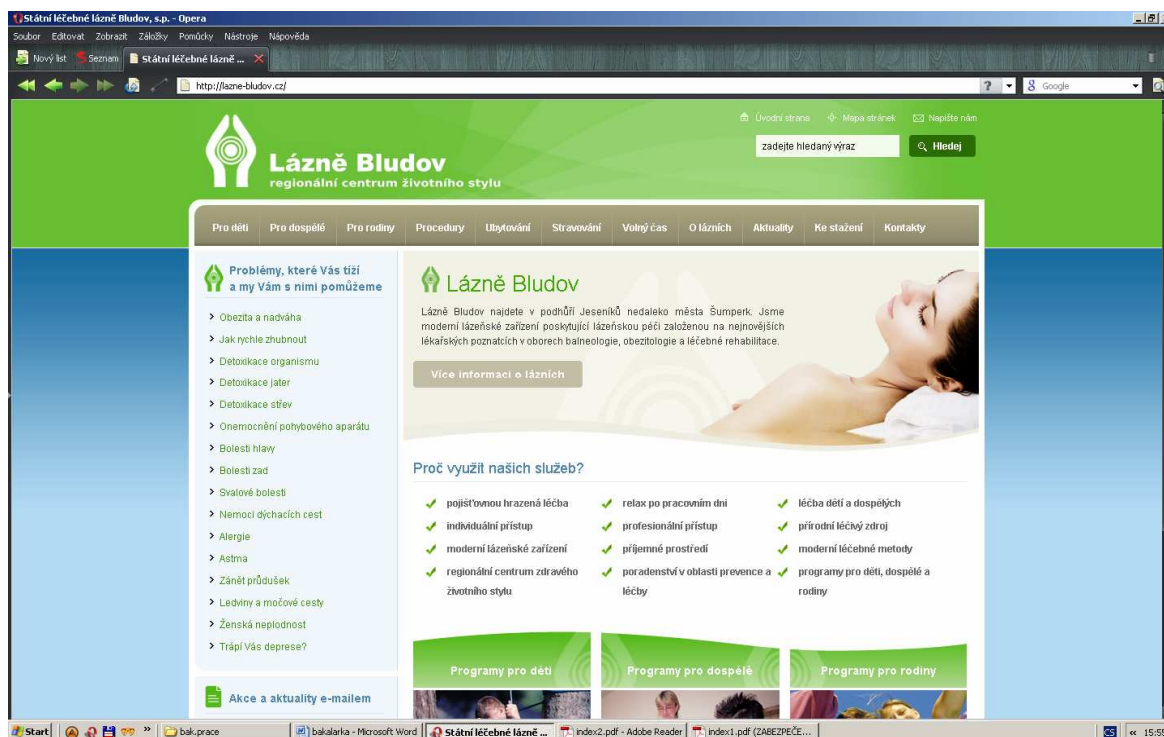 Státní léčebné lázně Bludov, s.p. - Opera
Soubor Editovat Zobrazit Záložky Pomůcky Nástroje Nápověda
Nový list Seznam Státní léčebné lázně ...
http://lazne-bludov.cz/ ? Google
Úvodní strana Mapa stránek Napište nám
zadejte hledaný výraz Hledej
Lázně Bludov
regionální centrum životního stylu
Pro děti Pro dospělé Pro rodiny Procedury Ubytování Stravování Volný čas O lázních Aktuality Ke stažení Kontakty
Problémy, které Vás tíží
a my Vám s nimi pomůžeme
Obezita a nadváha
Jak rychle zhubnout
Detoxikace organismu
Detoxikace jater
Detoxikace střev
Onemocnění pohybového aparátu
Bolesti hlavy
Bolesti zad
Svalové bolesti
Nemoci dýchacích cest
Alergie
Astma
Zánět průdušek
Ledviny a močové cesty
Ženská neplodnost
Trápí Vás deprese?
Akce a aktuality e-mailem
Lázně Bludov
Lázně Bludov najdete v podhůří Jeseníků nedaleko města Šumperk. Jsme
moderní lázeňské zařízení poskytující lázeňskou péči založenou na nejnovějších
lékařských poznatcích v oborech balneologie, obezitologie a léčebné rehabilitace.
Více informací o lázních
Proč využít našich služeb?
pojišťovnou hrazená léčba
individuální přístup
moderní lázeňské zařízení
regionální centrum zdravého
životního stylu
relax po pracovním dni
profesionální přístup
příjemné prostředí
poradenství v oblasti prevence a
léčby
léčba dětí a dospělých
přírodní léčivý zdroj
moderní léčebné metody
programy pro děti, dospělé a
rodiny
Programy pro děti Programy pro dospělé Programy pro rodiny
Start » bak.prace bakalarka - Microsoft Word Státní léčebné lázně ... index2.pdf - Adobe Reader index1.pdf (ZABEZPEČE... CS « 15:55